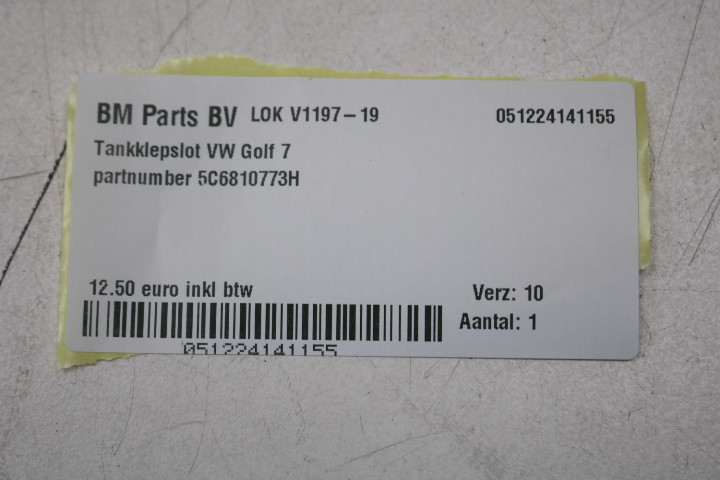 BM Parts BV LOK V1197-19 051224141155
Tankklepslot VW Golf 7
partnumber 5C6810773H
12.50 euro inkl btw Verz: 10
Aantal: 1
051224141155